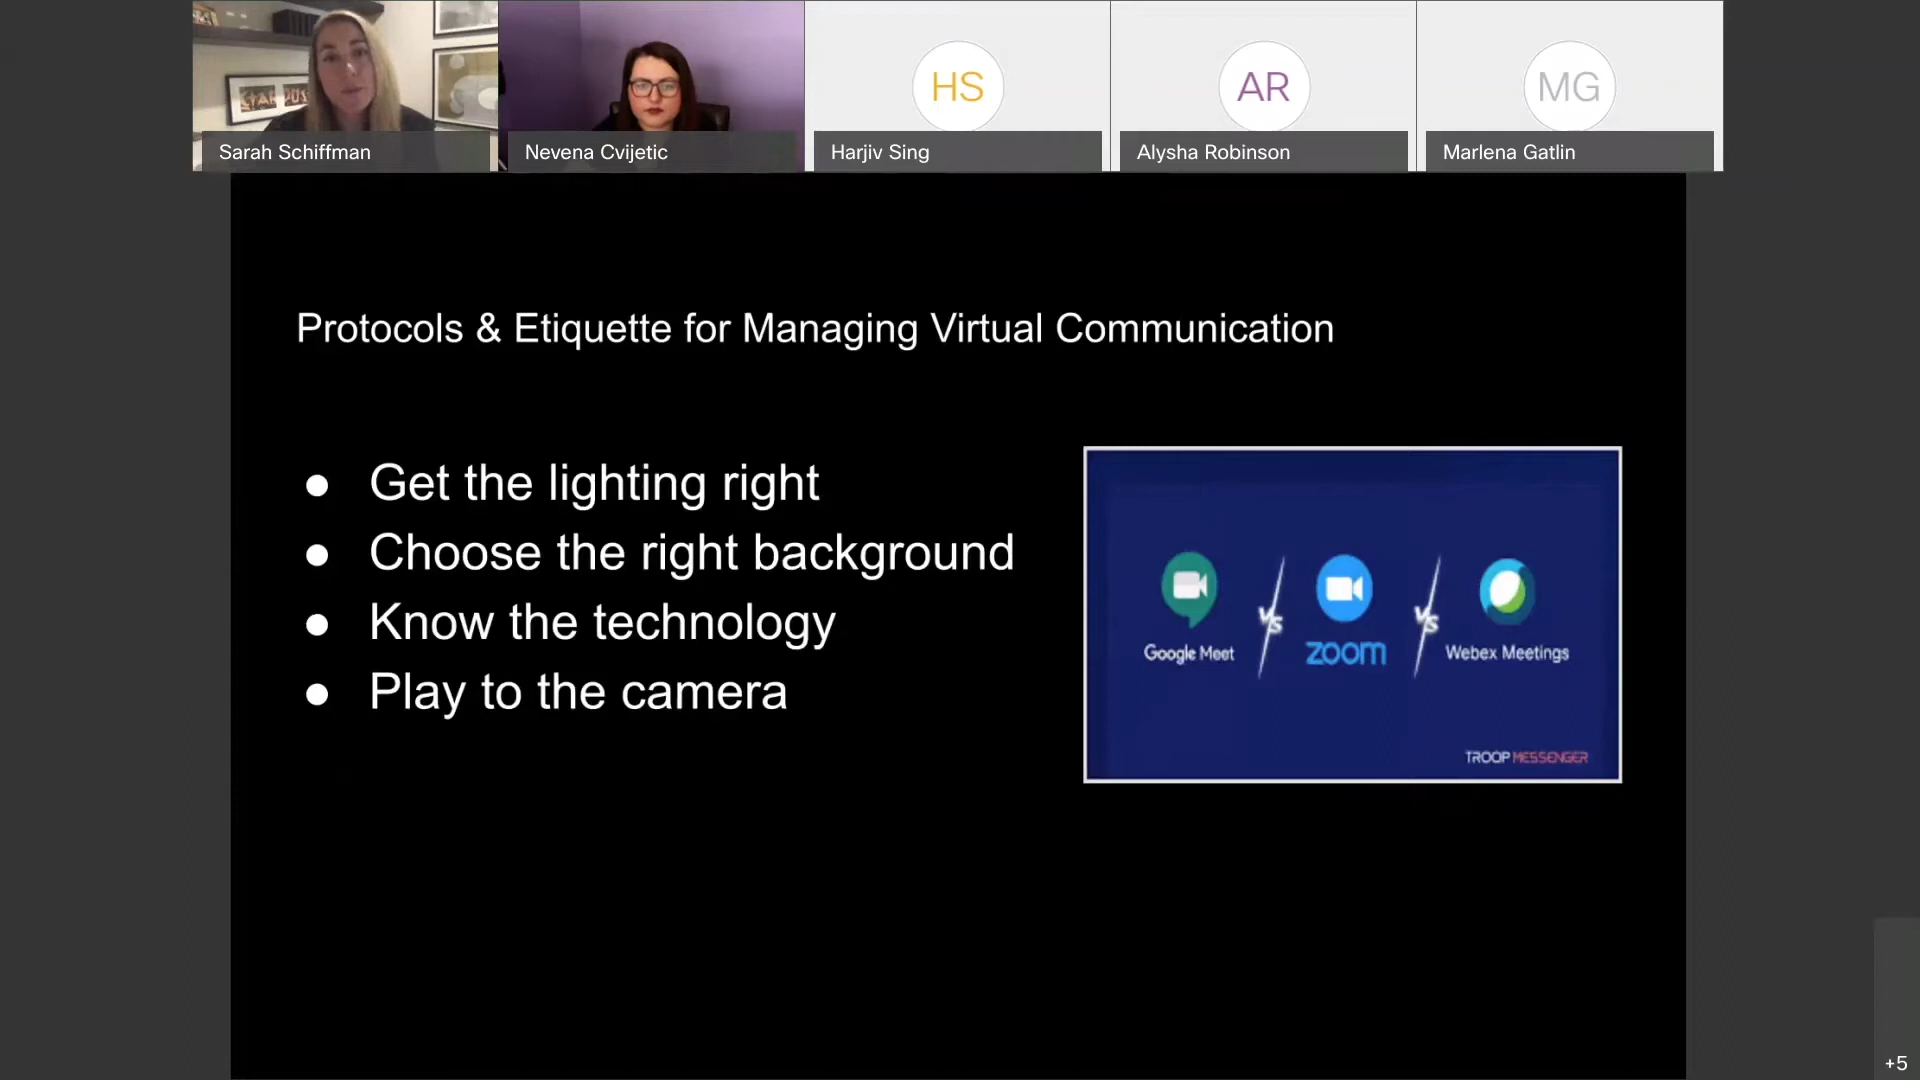 HS
AR
MG
Sarah Schiffman
Nevena Cvijetic
Harjiv Sing
Alysha Robinson
Marlena Gatlin
Protocols & Etiquette for Managing Virtual Communication
● Get the lighting right
● Choose the right background
● Know the technology
● Play to the camera
VS
VS
Google Meet
zoom
Webex Meetings
TROOP MESSENGER
+5